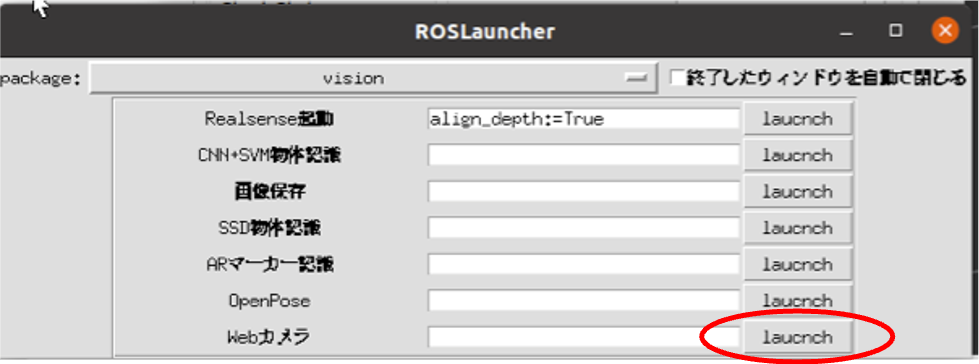 ROSLauncher
package: vision 終了したウィンドウを自動で閉じる
Realsense起動 align_depth:=True laucnch
CNN+SVM物体認識 laucnch
画像保存 laucnch
SSD物体認識 laucnch
ARマーカー認識 laucnch
OpenPose laucnch
Webカメラ laucnch